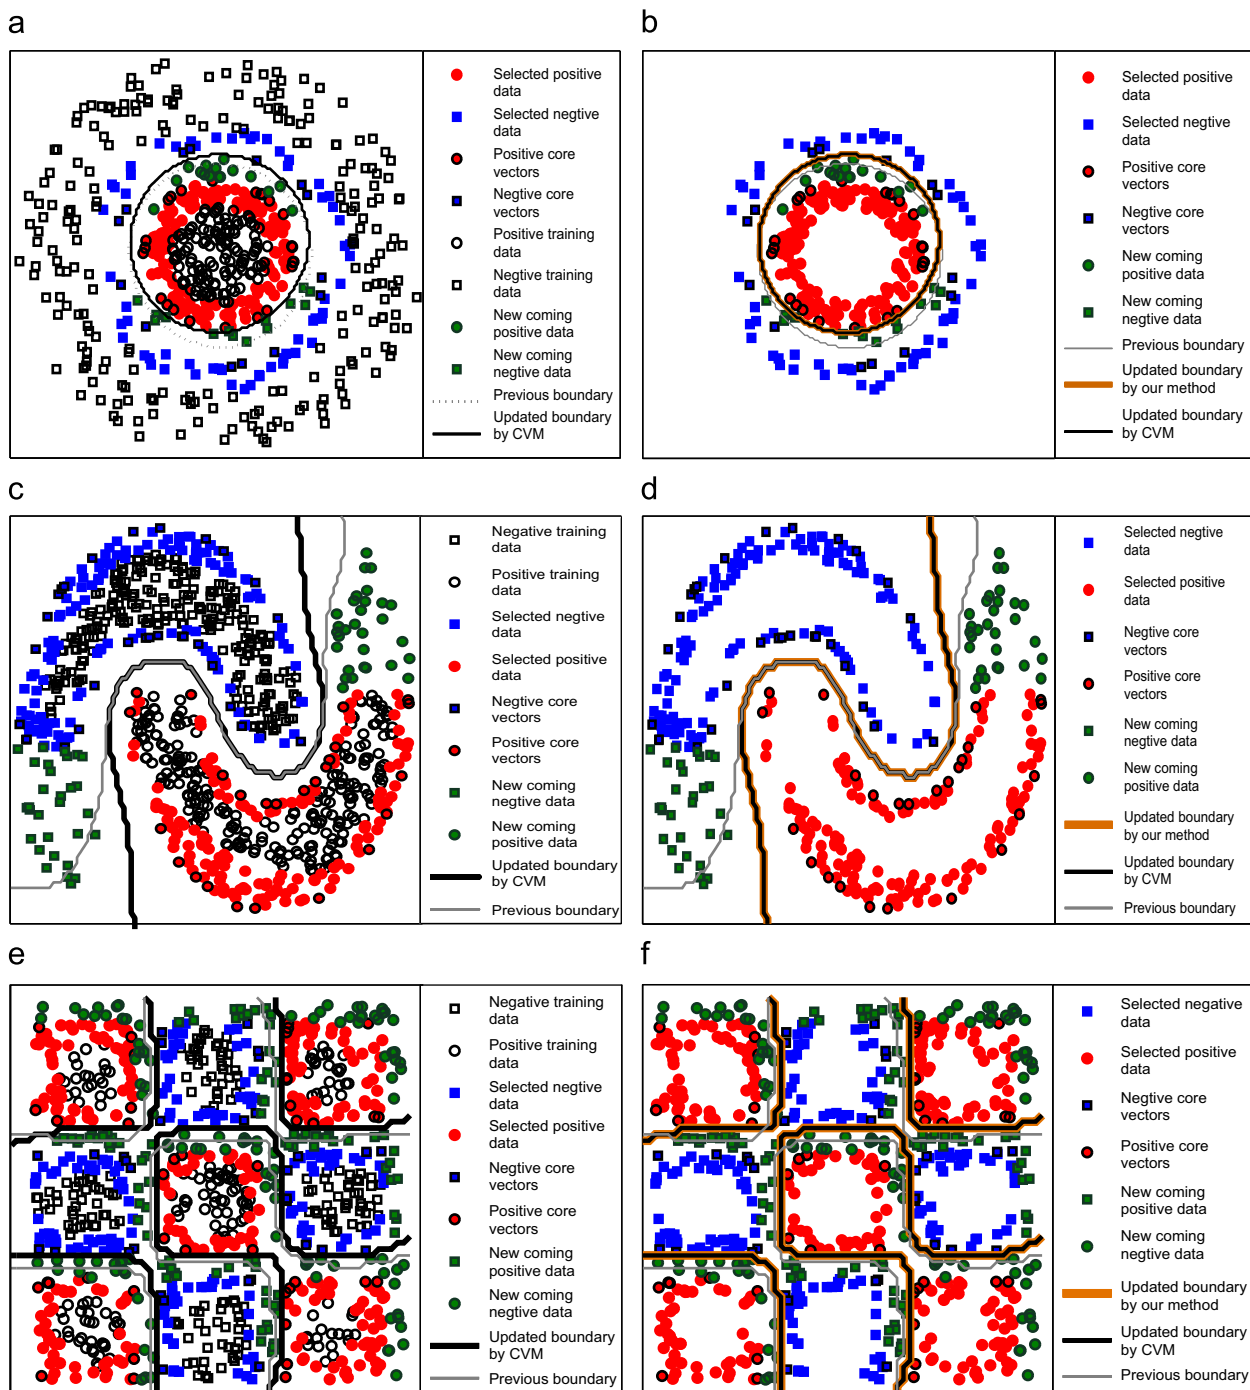 a
Selected positive
data
Selected negtive
data
Positive core
vectors
Negtive core
vectors
Positive training
data
Negtive training
data
New coming
positive data
New coming
negtive data
Previous boundary
Updated boundary
by CVM
b
Selected positive
data
Selected negtive
data
Positive core
vectors
Negtive core
vectors
New coming
positive data
New coming
negtive data
Previous boundary
Updated boundary
by our method
Updated boundary
by CVM
c
Negative training
data
Positive training
data
Selected negtive
data
Selected positive
data
Negtive core
vectors
Positive core
vectors
New coming
negtive data
New coming
positive data
Updated boundary
by CVM
Previous boundary
d
Selected negtive
data
Selected positive
data
Negtive core
vectors
Positive core
vectors
New coming
negtive data
New coming
positive data
Updated boundary
by our method
Updated boundary
by CVM
Previous boundary
e
Negative training
data
Positive training
data
Selected negtive
data
Selected positive
data
Negtive core
vectors
Positive core
vectors
New coming
positive data
New coming
negtive data
Updated boundary
by CVM
Previous boundary
f
Selected negative
data
Selected positive
data
Negtive core
vectors
Positive core
vectors
New coming
positive data
New coming
negtive data
Updated boundary
by our method
Updated boundary
by CVM
Previous boundary